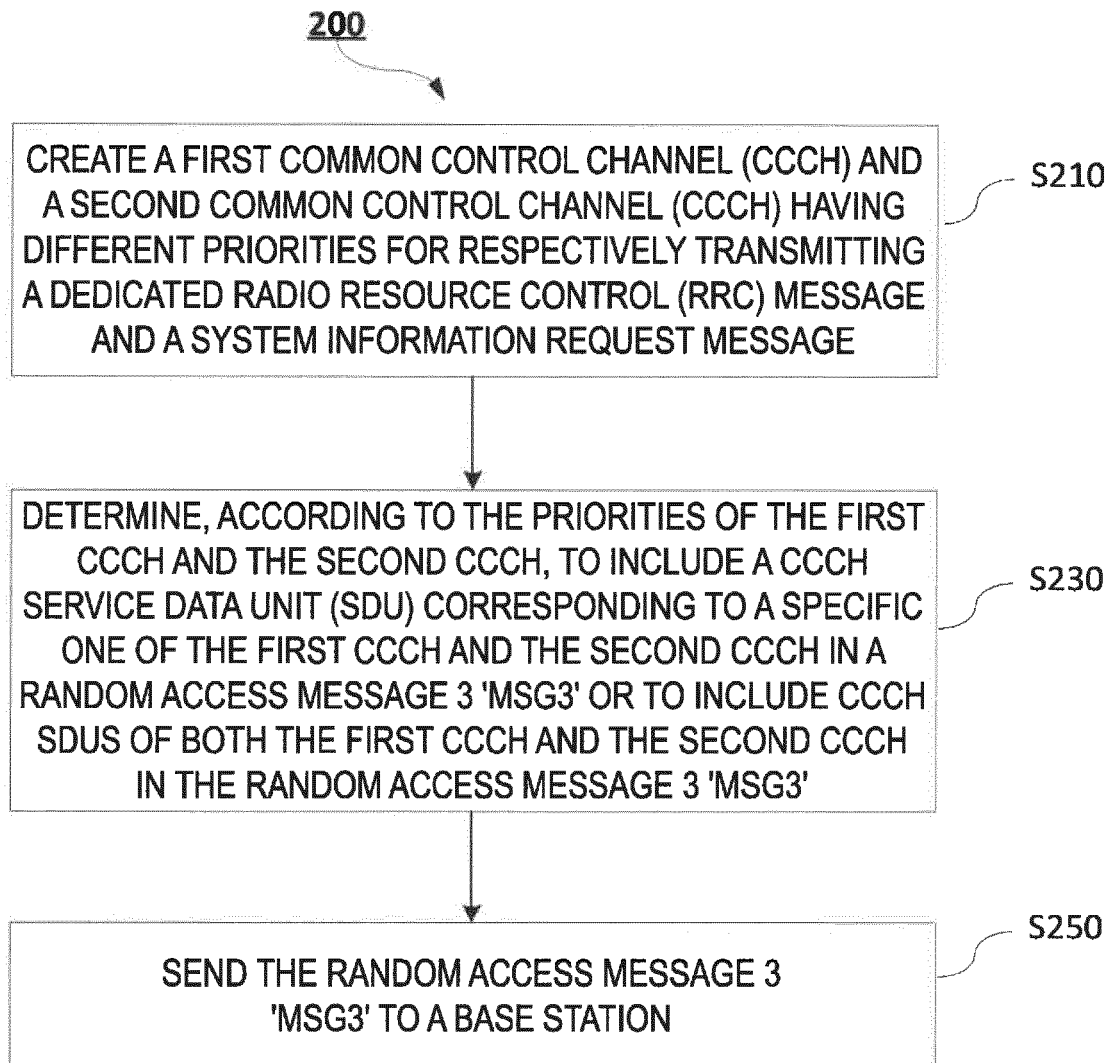 200
CREATE A FIRST COMMON CONTROL CHANNEL (CCCH) AND
A SECOND COMMON CONTROL CHANNEL (CCCH) HAVING
DIFFERENT PRIORITIES FOR RESPECTIVELY TRANSMITTING
A DEDICATED RADIO RESOURCE CONTROL (RRC) MESSAGE
AND A SYSTEM INFORMATION REQUEST MESSAGE
S210
DETERMINE, ACCORDING TO THE PRIORITIES OF THE FIRST
CCCH AND THE SECOND CCCH, TO INCLUDE A CCCH
SERVICE DATA UNIT (SDU) CORRESPONDING TO A SPECIFIC
ONE OF THE FIRST CCCH AND THE SECOND CCCH IN A
RANDOM ACCESS MESSAGE 3 'MSG3' OR TO INCLUDE CCCH
SDUS OF BOTH THE FIRST CCCH AND THE SECOND CCCH
IN THE RANDOM ACCESS MESSAGE 3 'MSG3'
S230
SEND THE RANDOM ACCESS MESSAGE 3
'MSG3' TO A BASE STATION
S250